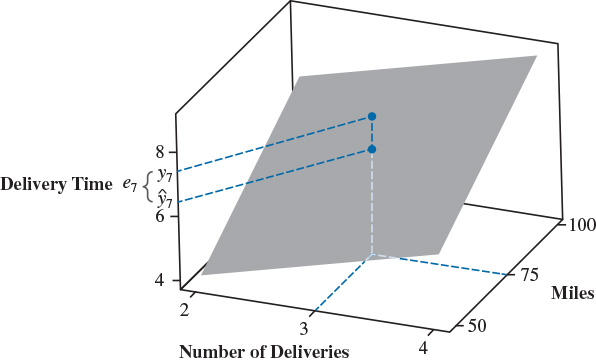 8
y₇
Delivery Time e₇ {
ŷ₇
6
4
2
3
4
Number of Deliveries
100
75
50
Miles